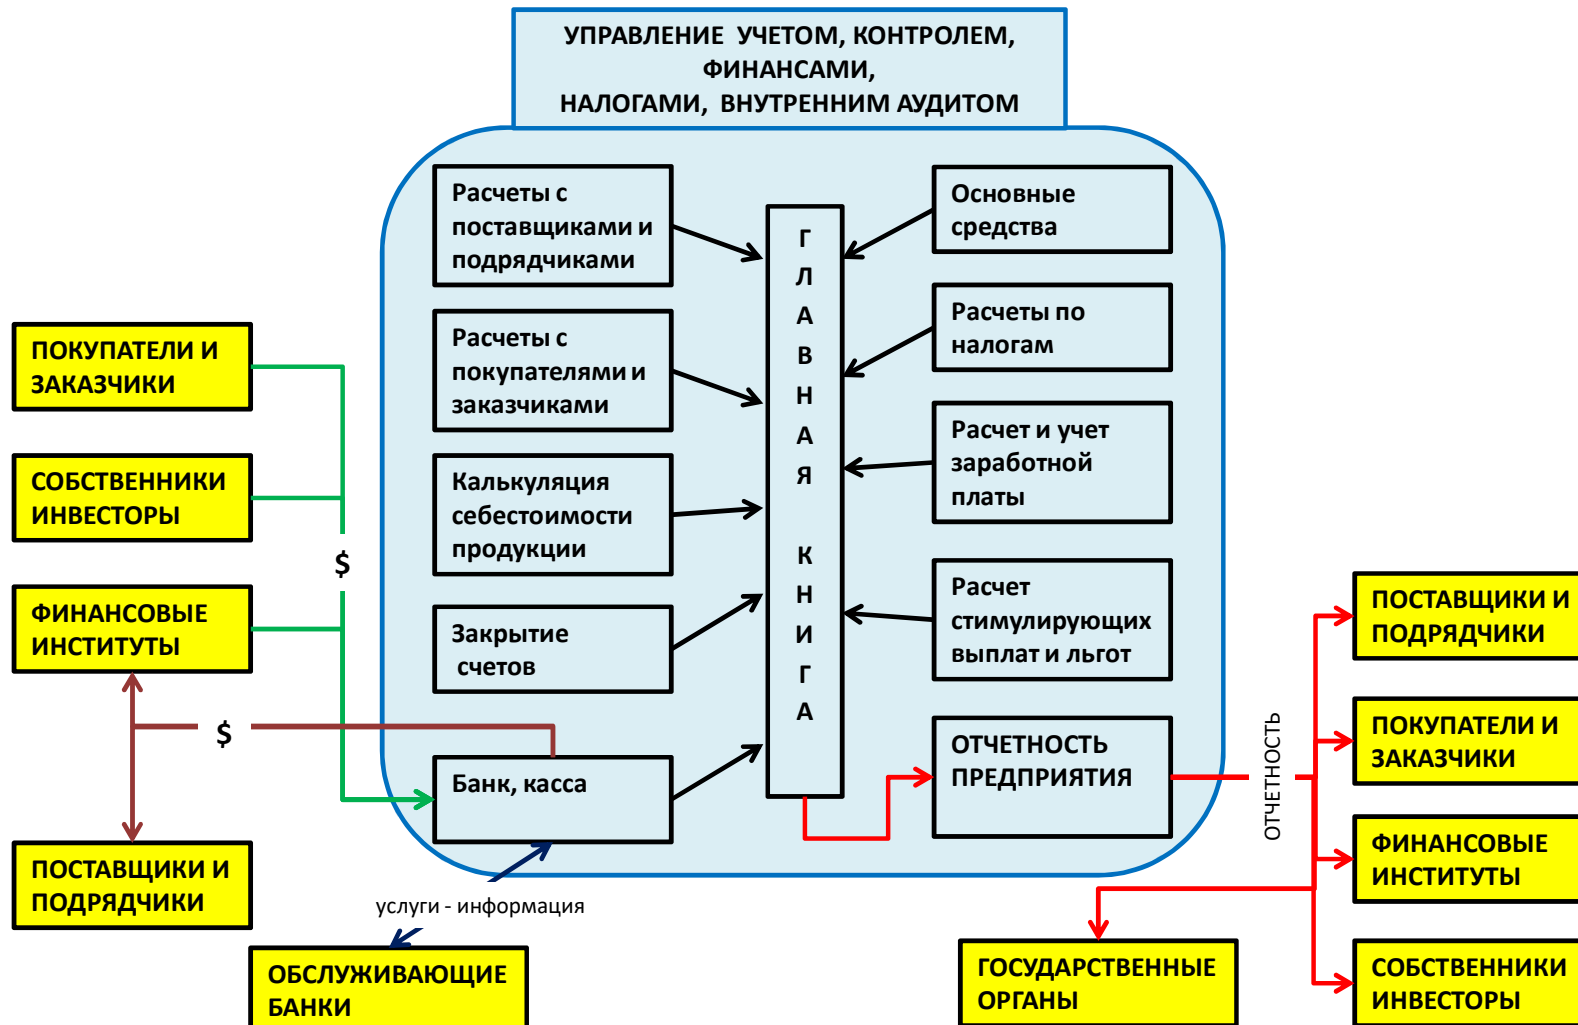 УПРАВЛЕНИЕ УЧЕТОМ, КОНТРОЛЕМ,
ФИНАНСАМИ,
НАЛОГАМИ, ВНУТРЕННИМ АУДИТОМ
Расчеты с
поставщиками и
подрядчиками
Расчеты с
покупателями и
заказчиками
Калькуляция
себестоимости
продукции
Закрытие
счетов
Банк, касса
Г
Л
А
В
Н
А
Я
К
Н
И
Г
А
Основные
средства
Расчеты по
налогам
Расчет и учет
заработной
платы
Расчет
стимулирующих
выплат и льгот
ОТЧЕТНОСТЬ
ПРЕДПРИЯТИЯ
ПОКУПАТЕЛИ И
ЗАКАЗЧИКИ
СОБСТВЕННИКИ
ИНВЕСТОРЫ
$
ФИНАНСОВЫЕ
ИНСТИТУТЫ
$
ПОСТАВЩИКИ И
ПОДРЯДЧИКИ
услуги - информация
ОБСЛУЖИВАЮЩИЕ
БАНКИ
ОТЧЕТНОСТЬ
ПОСТАВЩИКИ И
ПОДРЯДЧИКИ
ПОКУПАТЕЛИ И
ЗАКАЗЧИКИ
ФИНАНСОВЫЕ
ИНСТИТУТЫ
ГОСУДАРСТВЕННЫЕ
ОРГАНЫ
СОБСТВЕННИКИ
ИНВЕСТОРЫ